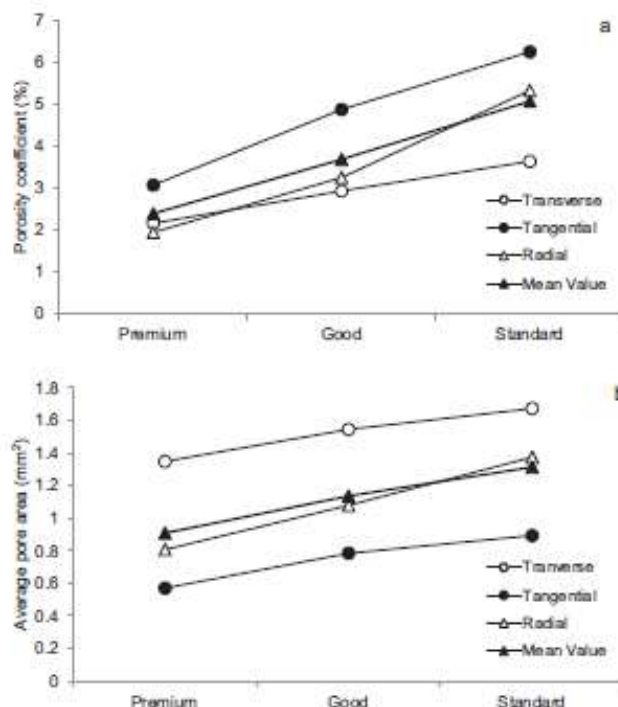 a
Porosity coefficient (%)
7
6
5
4
3
2
1
0
Transverse
Tangential
Radial
Mean Value
Premium Good Standard
b
Average pore area (mm²)
1.8
1.6
1.4
1.2
1
0.8
0.6
0.4
0.2
0
Tranverse
Tangential
Radial
Mean Value
Premium Good Standard